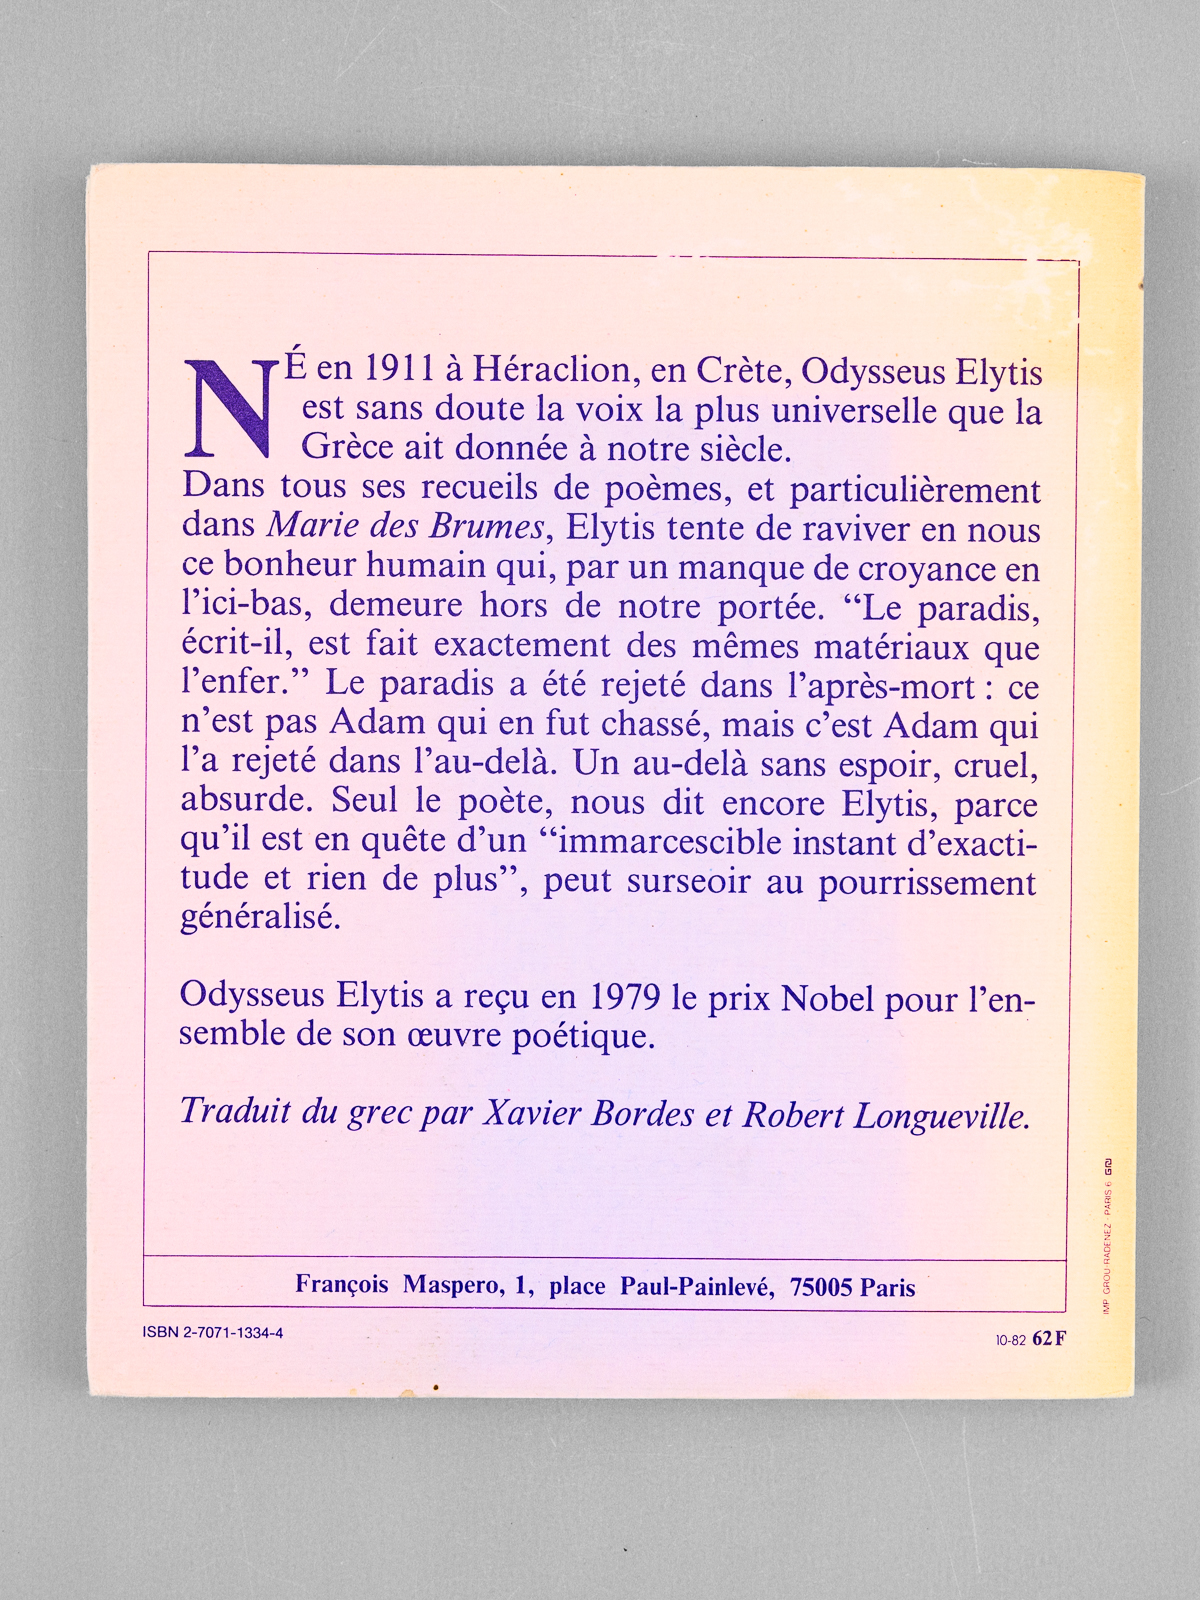 NÉ en 1911 à Héraclion, en Crète, Odysseus Elytis
est sans doute la voix la plus universelle que la
Grèce ait donnée à notre siècle.
Dans tous ses recueils de poèmes, et particulièrement
dans Marie des Brumes, Elytis tente de raviver en nous
ce bonheur humain qui, par un manque de croyance en
l’ici-bas, demeure hors de notre portée. “Le paradis,
écrit-il, est fait exactement des mêmes matériaux que
l’enfer.” Le paradis a été rejeté dans l’après-mort : ce
n’est pas Adam qui en fut chassé, mais c’est Adam qui
l’a rejeté dans l’au-delà. Un au-delà sans espoir, cruel,
absurde. Seul le poète, nous dit encore Elytis, parce
qu’il est en quête d’un “immarcescible instant d’exacti-
tude et rien de plus”, peut surseoir au pourrissement
généralisé.
Odysseus Elytis a reçu en 1979 le prix Nobel pour l’en-
semble de son œuvre poétique.
Traduit du grec par Xavier Bordes et Robert Longueville.
François Maspero, 1, place Paul-Painlevé, 75005 Paris
ISBN 2-7071-1334-4
10-82 62F
IMP. GROU-RADENEZ - PARIS 6